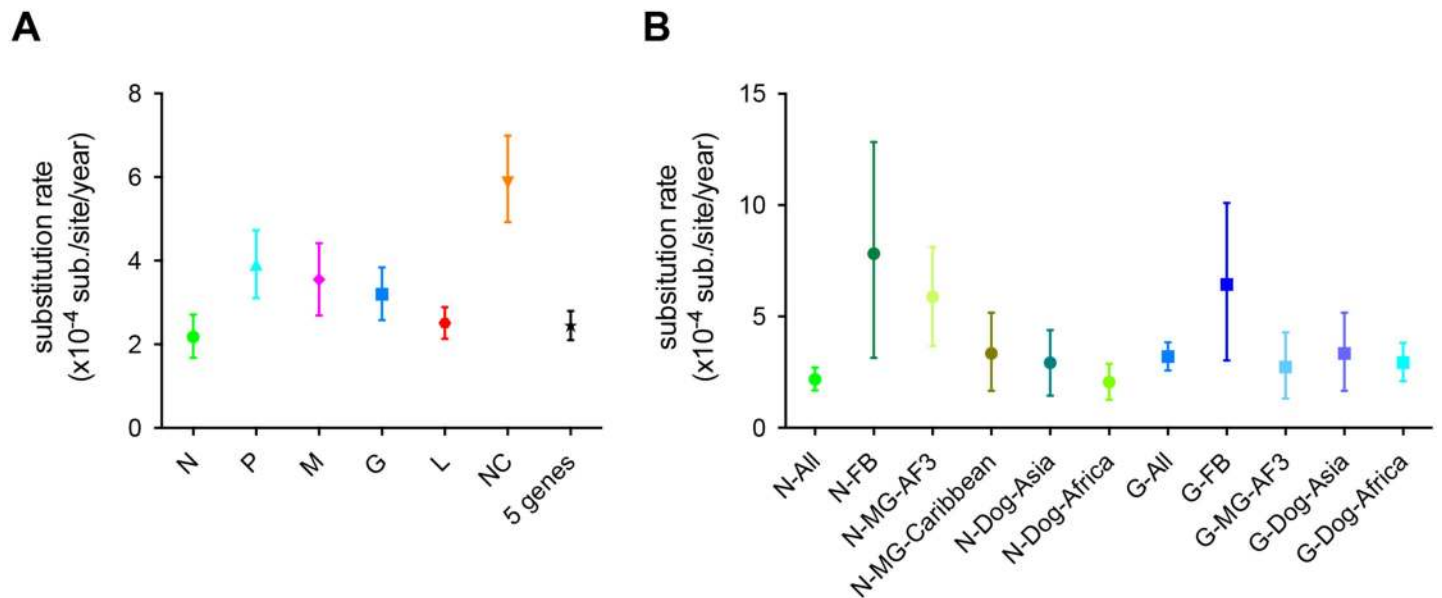 A
substitution rate
(x10⁻⁴ sub./site/year)
8
6
4
2
0
N
P
M
G
L
NC
5 genes
B
subsitution rate
(x10⁻⁴ sub./site/year)
15
10
5
0
N-All
N-FB
N-MG-AF3
N-MG-Caribbean
N-Dog-Asia
N-Dog-Africa
G-All
G-FB
G-MG-AF3
G-Dog-Asia
G-Dog-Africa